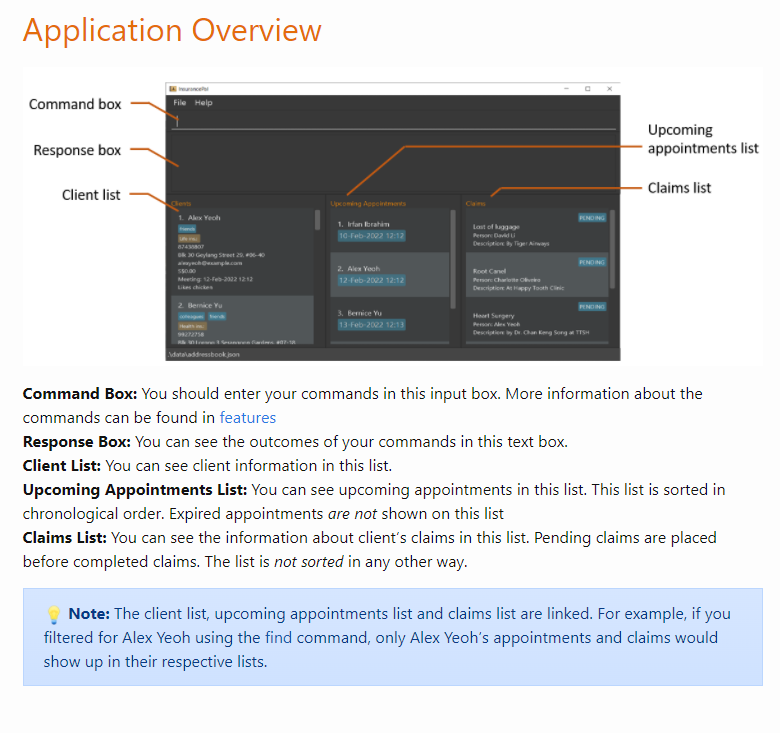 Application Overview
InsurancePal
File Help
Command box
Response box
Client list
Upcoming
appointments list
Claims list
Clients
1. Alex Yeoh
friends
87438807
Blk 30 Geylang Street 29, #06-40
alexyeoh@example.com
S$0.00
Meeting: 12-Feb-2022 12:12
Likes chicken
2. Bernice Yu
colleagues friends
98272758
Blk 30 Lorong 3 Serangoon Gardens, #07-18
Upcoming Appointments
1. Irfan Ibrahim
10-Feb-2022 12:12
2. Alex Yeoh
12-Feb-2022 12:12
3. Bernice Yu
13-Feb-2022 12:13
Claims
PENDING
Lost of luggage
Person: David Li
Description: By Tiger Airways
PENDING
Root Canal
Person: Charlotte Oliveiro
Description: At Happy Tooth Clinic
PENDING
Heart Surgery
Person: Alex Yeoh
Description: by Dr. Chan Keng Song at TTSH
.\data\addressbook.json
Command Box: You should enter your commands in this input box. More information about the
commands can be found in features
Response Box: You can see the outcomes of your commands in this text box.
Client List: You can see client information in this list.
Upcoming Appointments List: You can see upcoming appointments in this list. This list is sorted in
chronological order. Expired appointments are not shown on this list
Claims List: You can see the information about client's claims in this list. Pending claims are placed
before completed claims. The list is not sorted in any other way.
💡 Note: The client list, upcoming appointments list and claims list are linked. For example, if you
filtered for Alex Yeoh using the find command, only Alex Yeoh's appointments and claims would
show up in their respective lists.